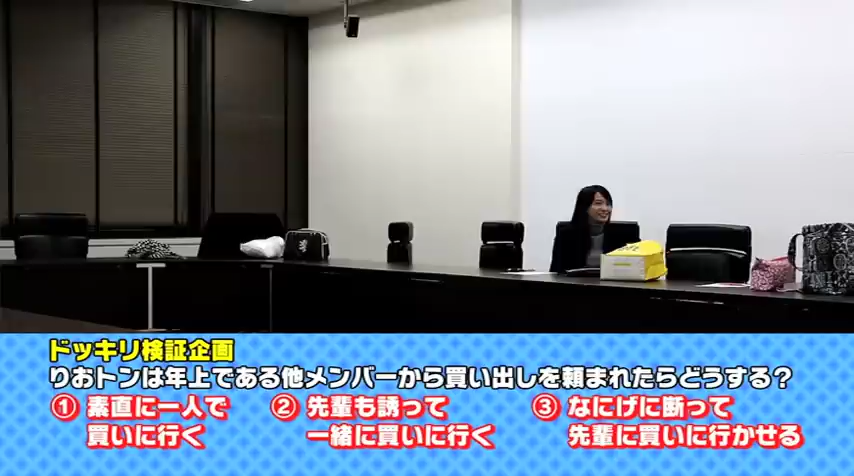 ドッキリ検証企画
りおトンは年上である他メンバーから買い出しを頼まれたらどうする?
① 素直に一人で ② 先輩も誘って ③ なにげに断って
買いに行く 一緒に買いに行く 先輩に買いに行かせる